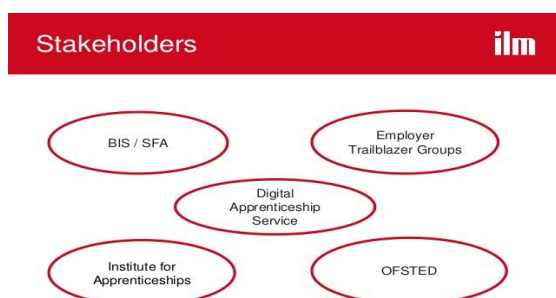 Stakeholders
ilm
BIS / SFA
Employer
Trailblazer Groups
Digital
Apprenticeship
Service
Institute for
Apprenticeships
OFSTED